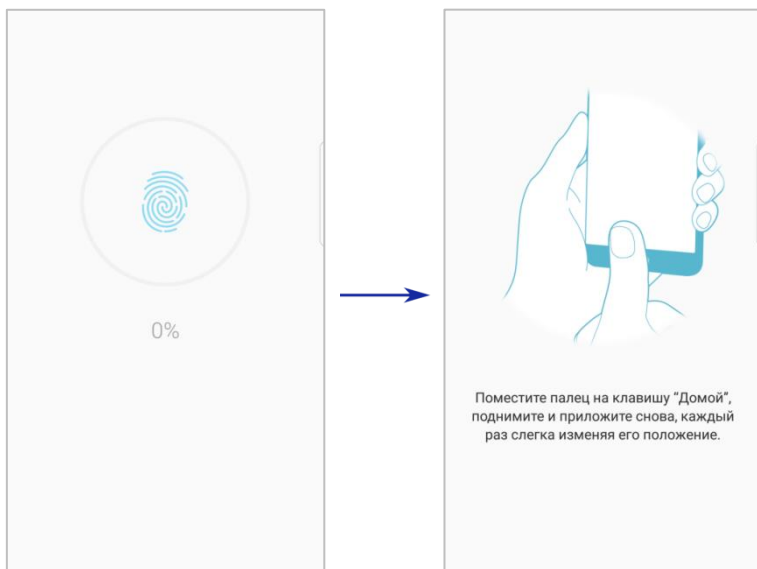 0%
Поместите палец на клавишу “Домой”,
поднимите и приложите снова, каждый
раз слегка изменяя его положение.